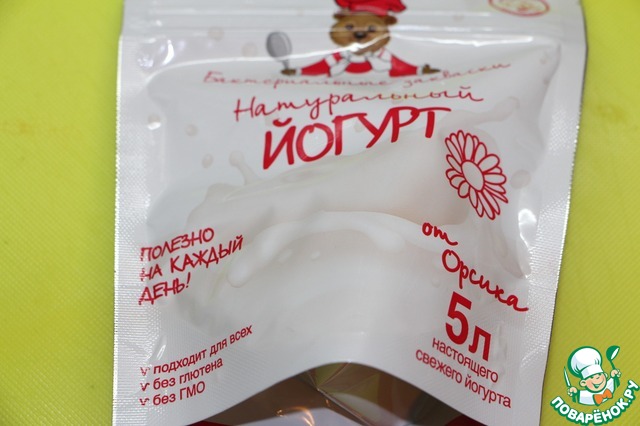 Бактериальные закваски
Натуральный
ЙОГУРТ
от
Орсика
ПОЛЕЗНО
НА КАЖДЫЙ
ДЕНЬ!
5л
настоящего
свежего йогурта
v подходит для всех
v без глютена
v без ГМО
ПОВАРЁНОК.РУ